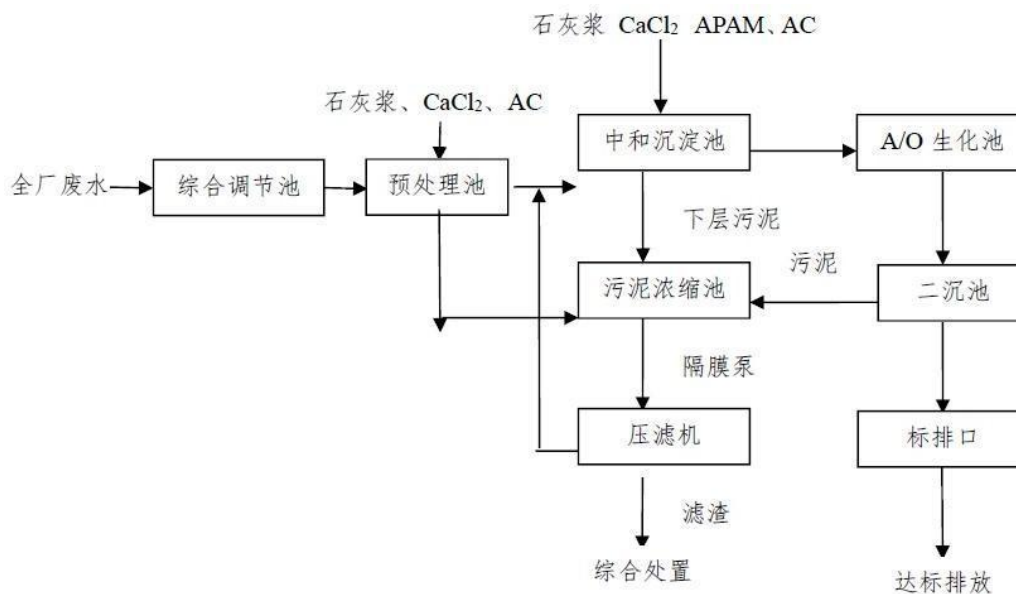 石灰浆 CaCl₂ APAM、AC
石灰浆、CaCl₂、AC
中和沉淀池
A/O 生化池
全厂废水
综合调节池
预处理池
下层污泥
污泥
污泥浓缩池
二沉池
隔膜泵
压滤机
标排口
滤渣
综合处置
达标排放